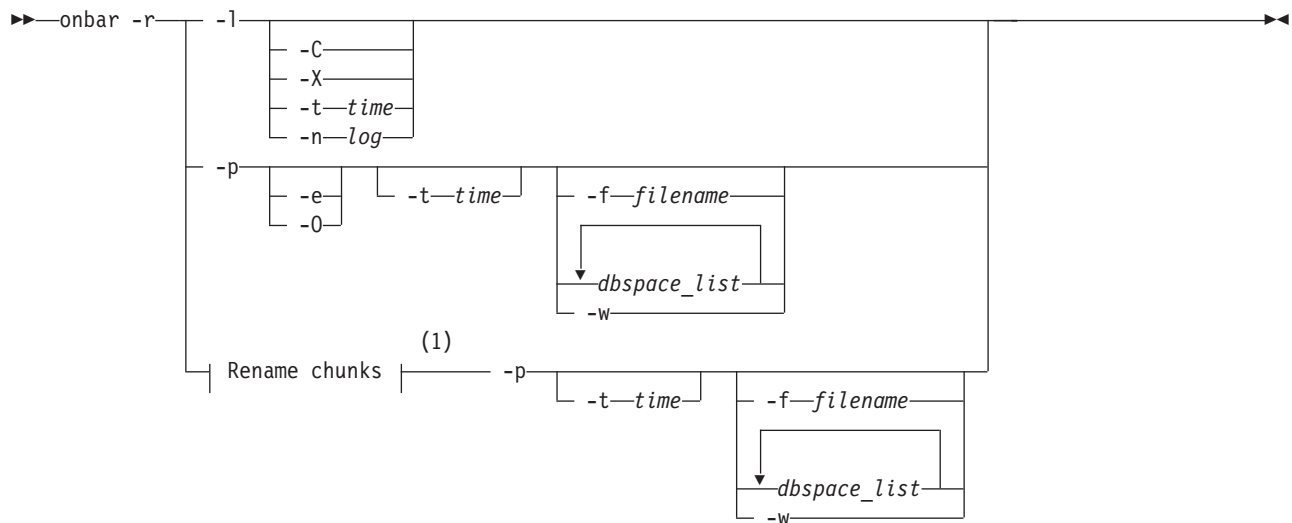 onbar -r -l
-C
-X
-t time
-n log
-p
-e
-O
-t time
-f filename
dbspace_list
-w
(1)
Rename chunks -p
-t time
-f filename
dbspace_list
-w